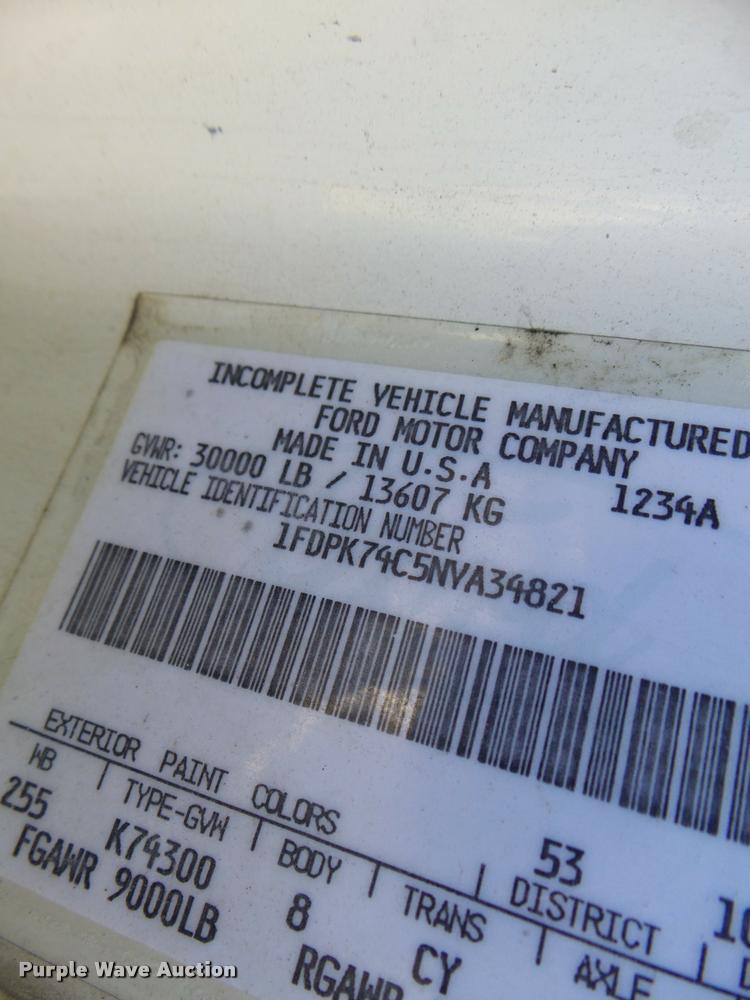 INCOMPLETE VEHICLE MANUFACTURED
FORD MOTOR COMPANY
MADE IN U.S.A
GVWR: 30000 LB / 13607 KG 1234A
VEHICLE IDENTIFICATION NUMBER
1FDPK74C5NVA34821
EXTERIOR PAINT COLORS 53
WB TYPE-GVW BODY TRANS DISTRICT AXLE
255 K74300 8 CY
FGAWR 9000LB
Purple Wave Auction